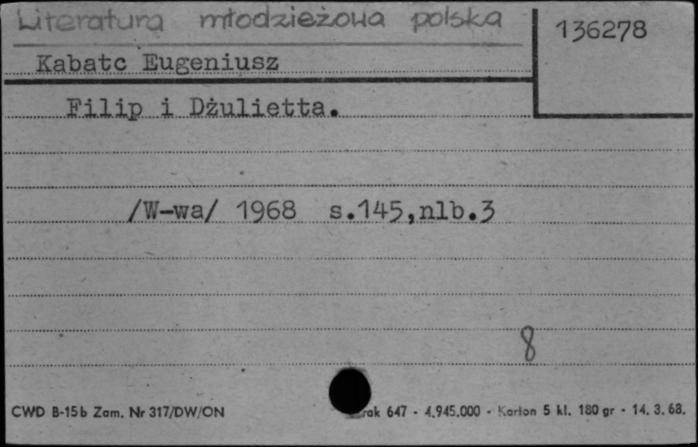 Literatura młodzieżowa polska
136278
Kabatc Eugeniusz
Filip i Dżulietta.
/W-wa/ 1968 s.145,nlb.3
8
CWD B-15b Zam. Nr 317/DW/ON rak 647 - 4.945.000 - Karton 5 kl. 180 gr - 14. 3. 68.